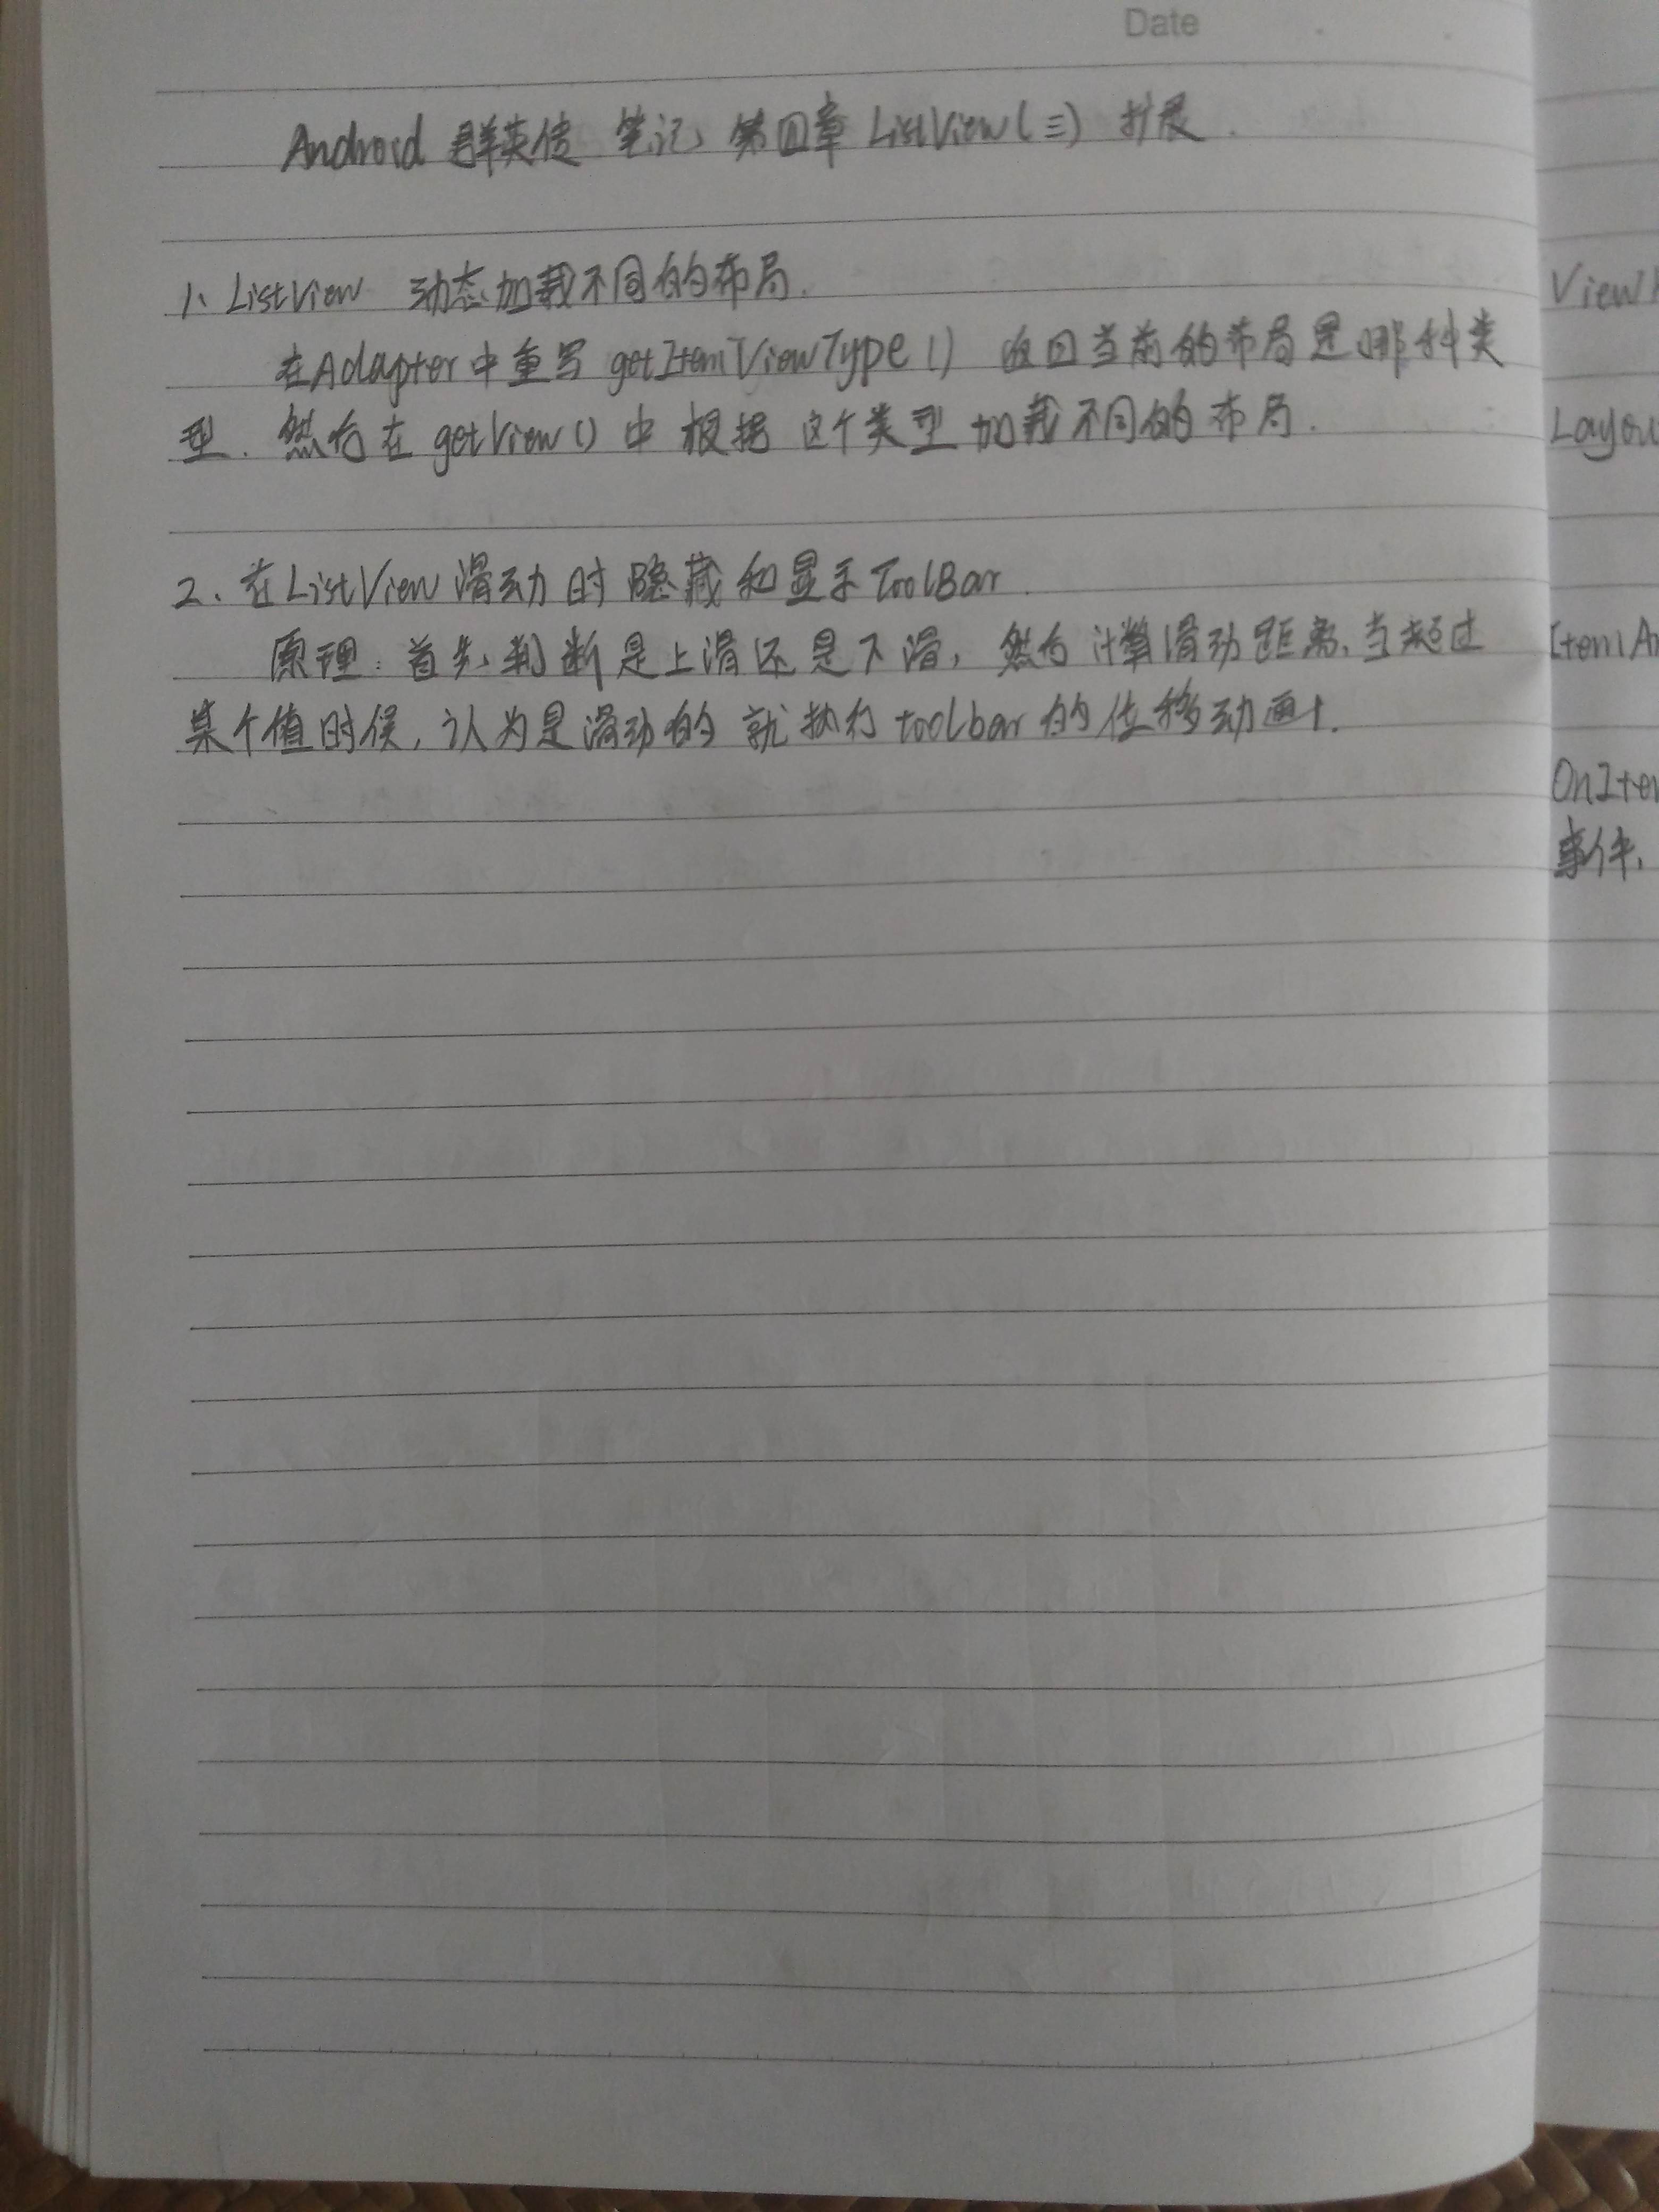 Date
Android 群英传 笔记 第四章 ListView(三) 扩展.
1、ListView 动态加载不同的布局.
在Adapter中重写 getItemViewType() 返回当前的布局是哪种类
型. 然后在 getView() 中 根据 这个类型 加载不同的布局.
2、在ListView滑动时 隐藏和显示ToolBar.
原理: 首先判断是上滑还是下滑, 然后计算滑动距离、当超过
某个值时候, 认为是滑动的 就执行 toolbar 的位移动画.
View
Layou
ItemA
OnIte
事件.